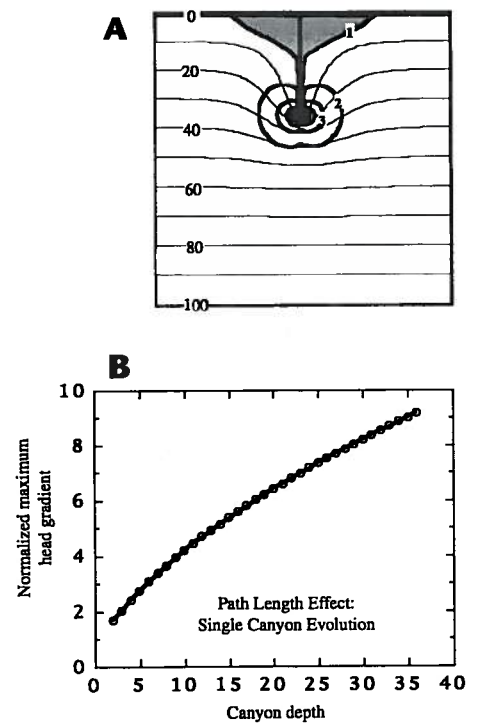 A
0
1
20
2
3
40
60
80
100
B
10
8
6
4
2
0
Normalized maximum
head gradient
Path Length Effect:
Single Canyon Evolution
0 5 10 15 20 25 30 35 40
Canyon depth